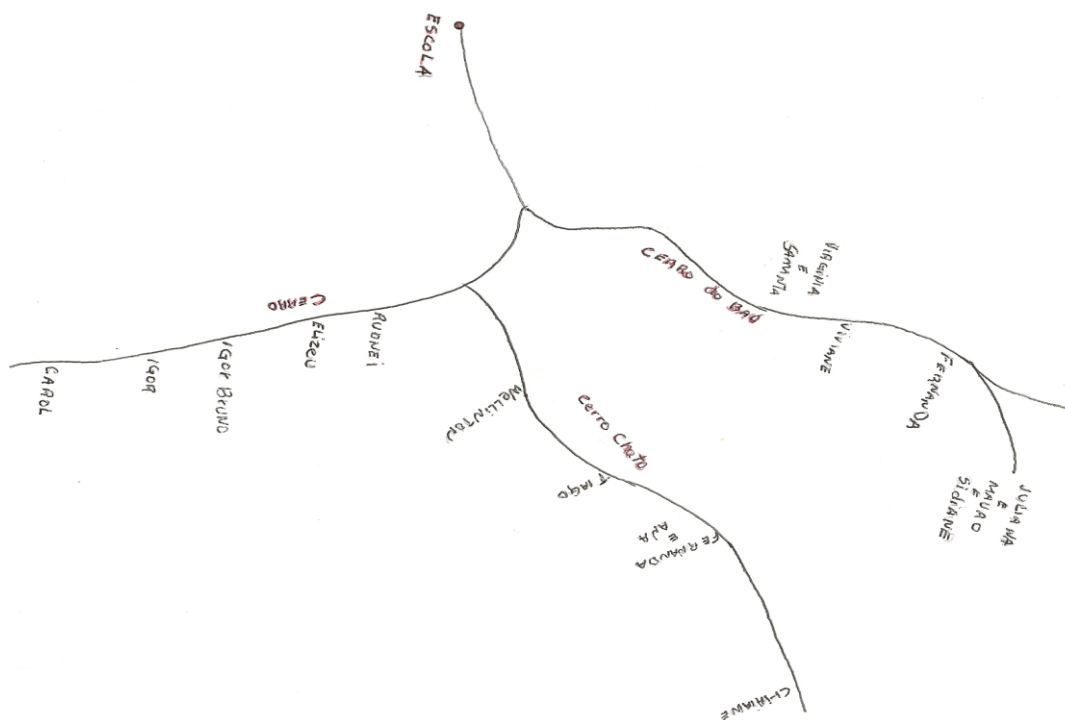 ESCOLA
CERRO do BAÚ
VIRGINIA
E
SAMANTA
VIVIANE
FERNANDA
JULIANA
E
MAURO
E
SIDIANE
CERRO
RUDNEI
ELIZEU
IGOR BRUNO
IGOR
CAROL
Cerro Chato
WELLINTON
TIAGO
FERNANDA
E
ANA